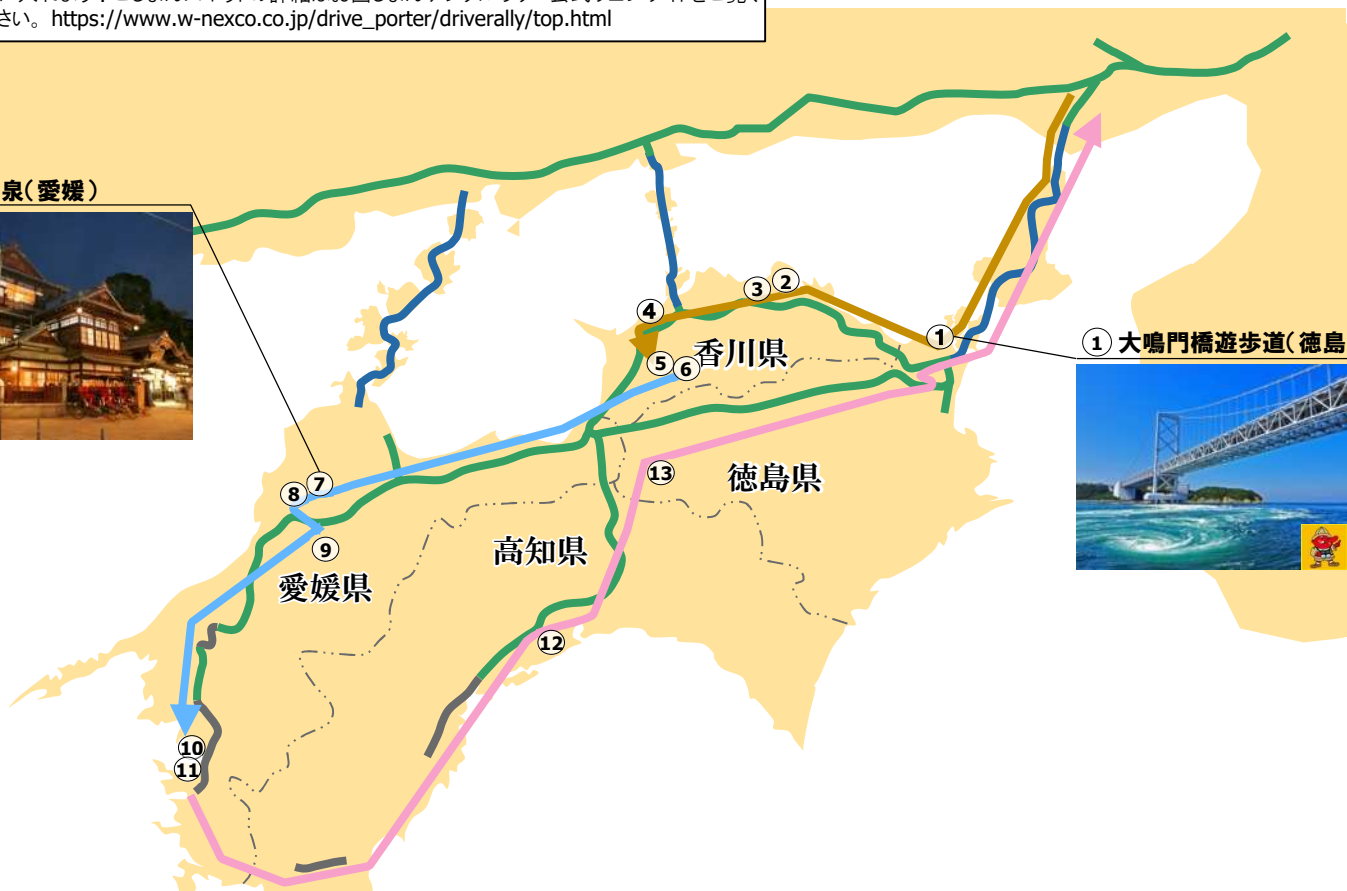 さい。https://www.w-nexco.co.jp/drive_porter/driverally/top.html
泉(愛媛)
② 
③
④
①
① 大鳴門橋遊歩道(徳島
香川県
⑤
⑥
⑬
徳島県
⑦
⑧
⑨
高知県
愛媛県
⑫
⑩
⑪